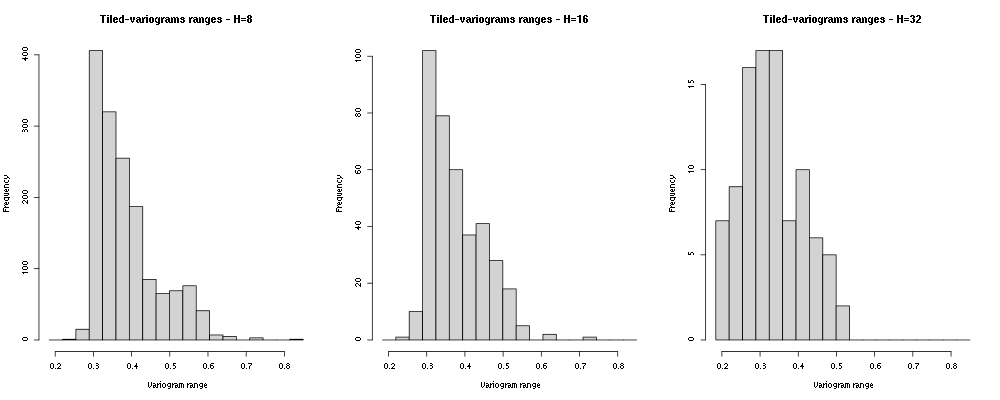 Tiled-variograms ranges - H=8
Frequency
0
100
200
300
400
0.2 0.3 0.4 0.5 0.6 0.7 0.8
Variogram range
Tiled-variograms ranges - H=16
Frequency
0
20
40
60
80
100
0.2 0.3 0.4 0.5 0.6 0.7 0.8
Variogram range
Tiled-variograms ranges - H=32
Frequency
0
5
10
15
0.2 0.3 0.4 0.5 0.6 0.7 0.8
Variogram range